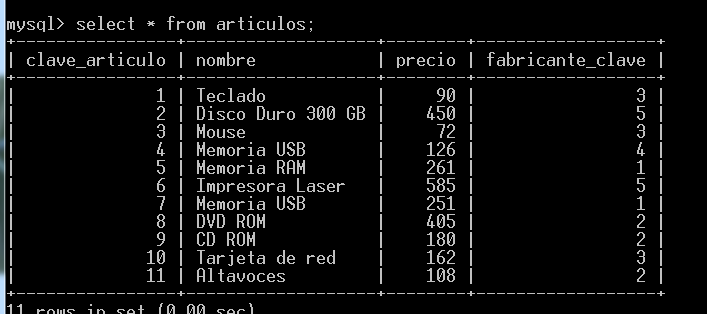 mysql> select * from articulos;
+----------------+--------------------+--------+------------------+
| clave_articulo | nombre | precio | fabricante_clave |
+----------------+--------------------+--------+------------------+
| 1 | Teclado | 90 | 3 |
| 2 | Disco Duro 300 GB | 450 | 5 |
| 3 | Mouse | 72 | 3 |
| 4 | Memoria USB | 126 | 4 |
| 5 | Memoria RAM | 261 | 1 |
| 6 | Impresora Laser | 585 | 5 |
| 7 | Memoria USB | 251 | 1 |
| 8 | DVD ROM | 405 | 2 |
| 9 | CD ROM | 180 | 2 |
| 10 | Tarjeta de red | 162 | 3 |
| 11 | Altavoces | 108 | 2 |
+----------------+--------------------+--------+------------------+
11 rows in set (0.00 sec)